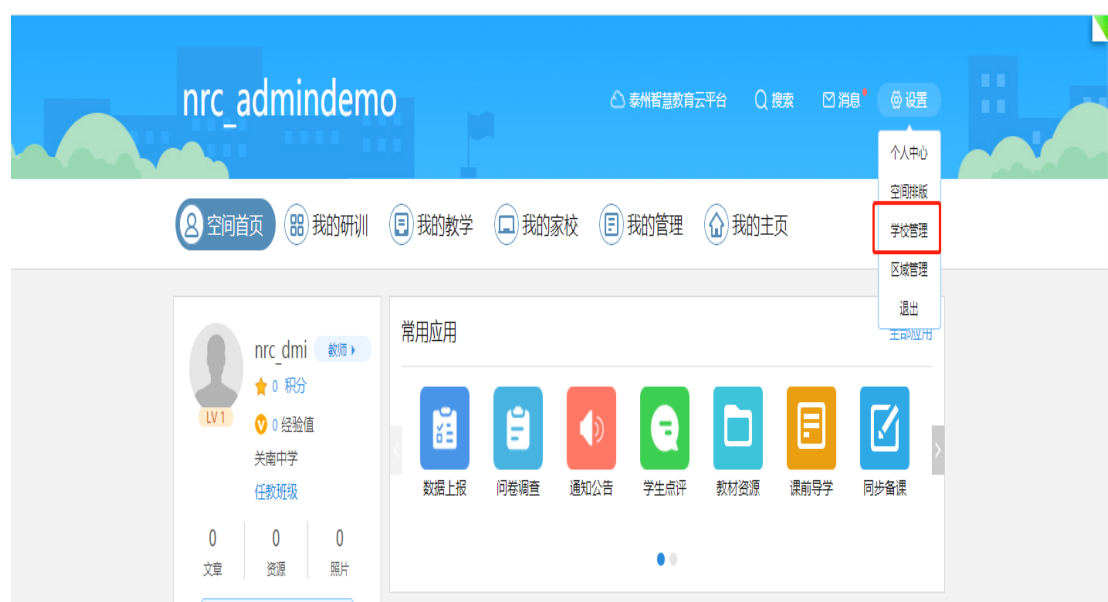 nrc_admindemo
泰州智慧教育云平台 搜索 消息 设置
个人中心
空间排版
学校管理
区域管理
退出
空间首页 我的研训 我的教学 我的家校 我的管理 我的主页
nrc_dmi 教师
LV 1
0 积分
0 经验值
关南中学
任教班级
0 0 0
文章 资源 照片
常用应用 全部应用
数据上报 问卷调查 通知公告 学生点评 教材资源 课前导学 同步备课